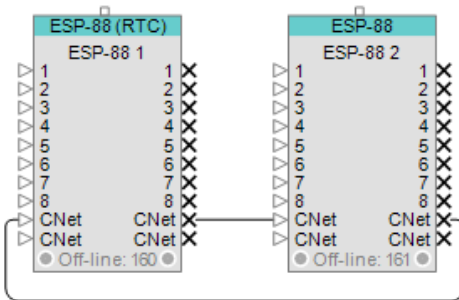 ESP-88 (RTC)
ESP-88 1
1 1
2 2
3 3
4 4
5 5
6 6
7 7
8 8
CNet CNet
CNet CNet
Off-line: 160
ESP-88
ESP-88 2
1 1
2 2
3 3
4 4
5 5
6 6
7 7
8 8
CNet CNet
CNet CNet
Off-line: 161